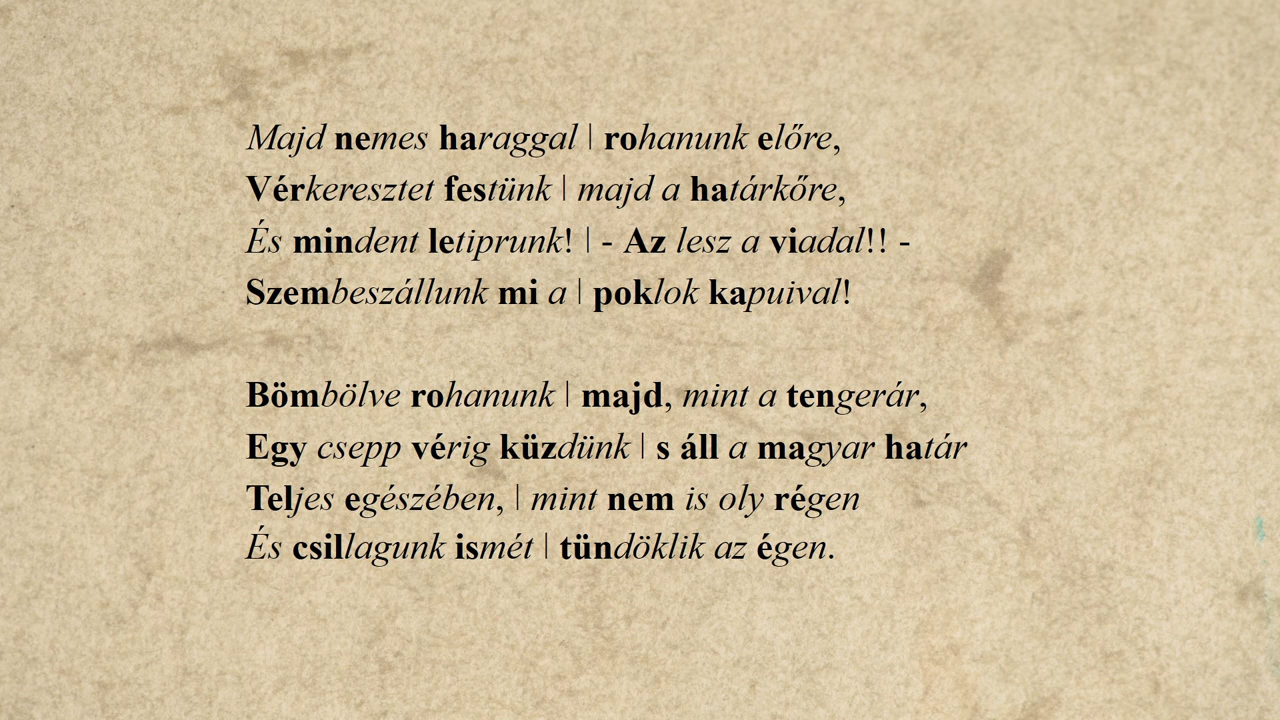 Majd nemes haraggal | rohanunk előre,
Vérkeresztet festünk | majd a határkőre,
És mindent letiprunk! | - Az lesz a viadal!! -
Szembeszállunk mi a | poklok kapuival!
Bömbölve rohanunk | majd, mint a tengerár,
Egy csepp vérig küzdünk | s áll a magyar határ
Teljes egészében, | mint nem is oly régen
És csillagunk ismét | tündöklik az égen.